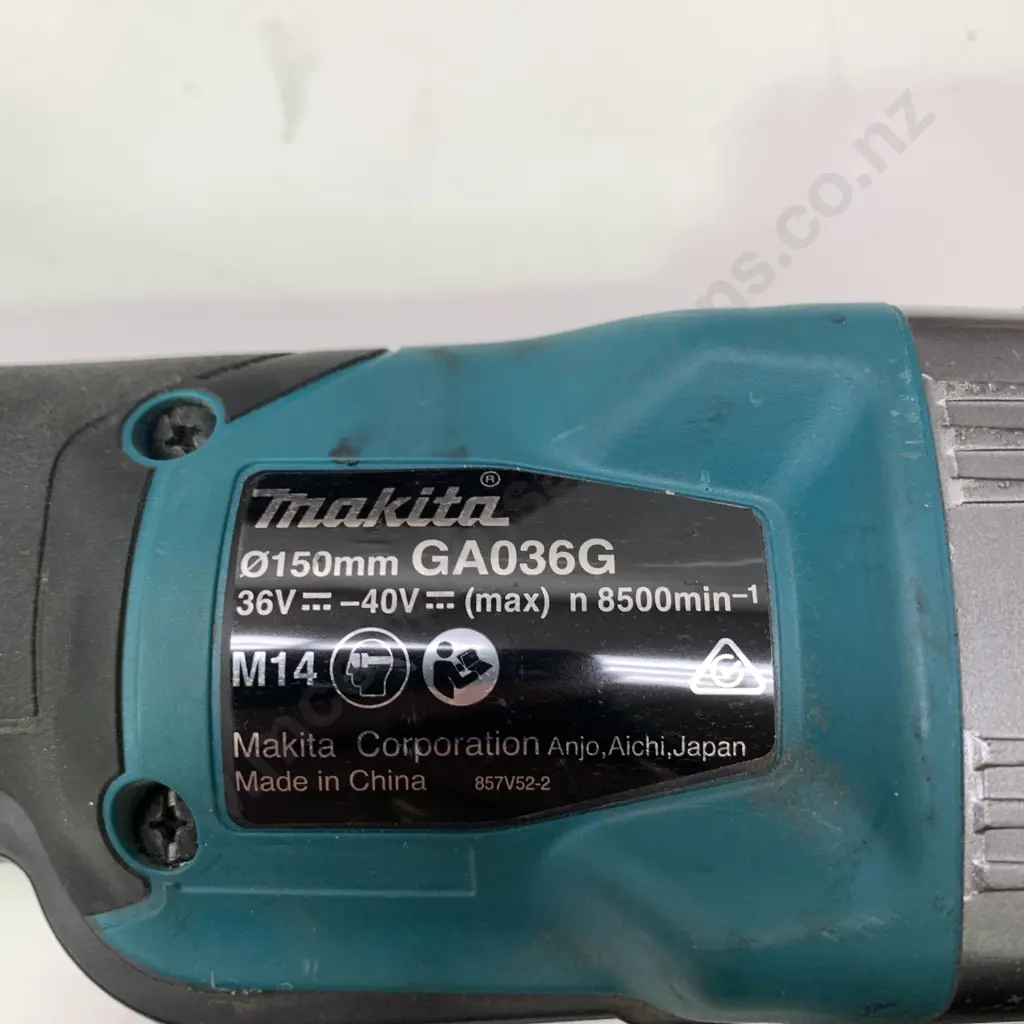 makita®
Ø150mm GA036G
36V⎓ –40V⎓ (max) n 8500min⁻¹
M14
Makita Corporation Anjo,Aichi,Japan
Made in China 857V52-2